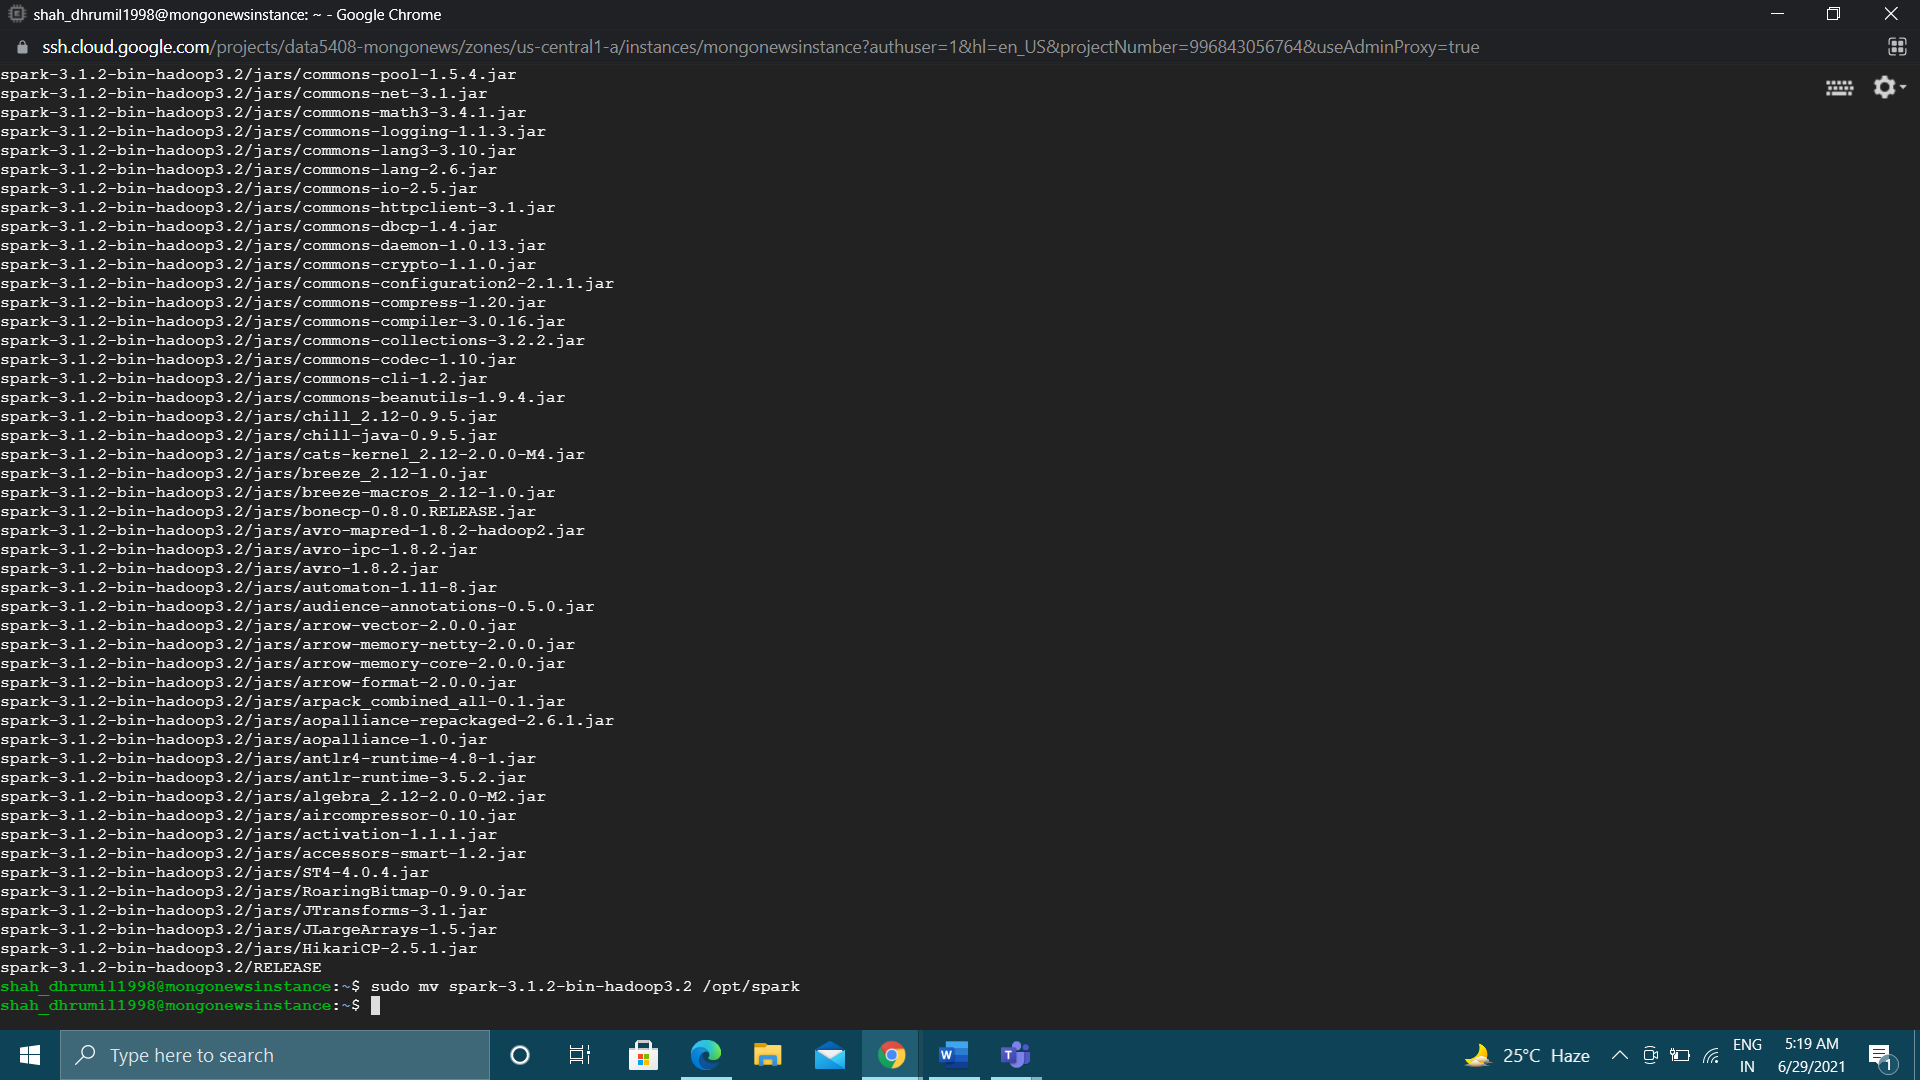 shah_dhrumil1998@mongonewsinstance: ~ - Google Chrome
ssh.cloud.google.com/projects/data5408-mongonews/zones/us-central1-a/instances/mongonewsinstance?authuser=1&hl=en_US&projectNumber=996843056764&useAdminProxy=true
spark-3.1.2-bin-hadoop3.2/jars/commons-pool-1.5.4.jar
spark-3.1.2-bin-hadoop3.2/jars/commons-net-3.1.jar
spark-3.1.2-bin-hadoop3.2/jars/commons-math3-3.4.1.jar
spark-3.1.2-bin-hadoop3.2/jars/commons-logging-1.1.3.jar
spark-3.1.2-bin-hadoop3.2/jars/commons-lang3-3.10.jar
spark-3.1.2-bin-hadoop3.2/jars/commons-lang-2.6.jar
spark-3.1.2-bin-hadoop3.2/jars/commons-io-2.5.jar
spark-3.1.2-bin-hadoop3.2/jars/commons-httpclient-3.1.jar
spark-3.1.2-bin-hadoop3.2/jars/commons-dbcp-1.4.jar
spark-3.1.2-bin-hadoop3.2/jars/commons-daemon-1.0.13.jar
spark-3.1.2-bin-hadoop3.2/jars/commons-crypto-1.1.0.jar
spark-3.1.2-bin-hadoop3.2/jars/commons-configuration2-2.1.1.jar
spark-3.1.2-bin-hadoop3.2/jars/commons-compress-1.20.jar
spark-3.1.2-bin-hadoop3.2/jars/commons-compiler-3.0.16.jar
spark-3.1.2-bin-hadoop3.2/jars/commons-collections-3.2.2.jar
spark-3.1.2-bin-hadoop3.2/jars/commons-codec-1.10.jar
spark-3.1.2-bin-hadoop3.2/jars/commons-cli-1.2.jar
spark-3.1.2-bin-hadoop3.2/jars/commons-beanutils-1.9.4.jar
spark-3.1.2-bin-hadoop3.2/jars/chill_2.12-0.9.5.jar
spark-3.1.2-bin-hadoop3.2/jars/chill-java-0.9.5.jar
spark-3.1.2-bin-hadoop3.2/jars/cats-kernel_2.12-2.0.0-M4.jar
spark-3.1.2-bin-hadoop3.2/jars/breeze_2.12-1.0.jar
spark-3.1.2-bin-hadoop3.2/jars/breeze-macros_2.12-1.0.jar
spark-3.1.2-bin-hadoop3.2/jars/bonecp-0.8.0.RELEASE.jar
spark-3.1.2-bin-hadoop3.2/jars/avro-mapred-1.8.2-hadoop2.jar
spark-3.1.2-bin-hadoop3.2/jars/avro-ipc-1.8.2.jar
spark-3.1.2-bin-hadoop3.2/jars/avro-1.8.2.jar
spark-3.1.2-bin-hadoop3.2/jars/automaton-1.11-8.jar
spark-3.1.2-bin-hadoop3.2/jars/audience-annotations-0.5.0.jar
spark-3.1.2-bin-hadoop3.2/jars/arrow-vector-2.0.0.jar
spark-3.1.2-bin-hadoop3.2/jars/arrow-memory-netty-2.0.0.jar
spark-3.1.2-bin-hadoop3.2/jars/arrow-memory-core-2.0.0.jar
spark-3.1.2-bin-hadoop3.2/jars/arrow-format-2.0.0.jar
spark-3.1.2-bin-hadoop3.2/jars/arpack_combined_all-0.1.jar
spark-3.1.2-bin-hadoop3.2/jars/aopalliance-repackaged-2.6.1.jar
spark-3.1.2-bin-hadoop3.2/jars/aopalliance-1.0.jar
spark-3.1.2-bin-hadoop3.2/jars/antlr4-runtime-4.8-1.jar
spark-3.1.2-bin-hadoop3.2/jars/antlr-runtime-3.5.2.jar
spark-3.1.2-bin-hadoop3.2/jars/algebra_2.12-2.0.0-M2.jar
spark-3.1.2-bin-hadoop3.2/jars/aircompressor-0.10.jar
spark-3.1.2-bin-hadoop3.2/jars/activation-1.1.1.jar
spark-3.1.2-bin-hadoop3.2/jars/accessors-smart-1.2.jar
spark-3.1.2-bin-hadoop3.2/jars/ST4-4.0.4.jar
spark-3.1.2-bin-hadoop3.2/jars/RoaringBitmap-0.9.0.jar
spark-3.1.2-bin-hadoop3.2/jars/JTransforms-3.1.jar
spark-3.1.2-bin-hadoop3.2/jars/JLargeArrays-1.5.jar
spark-3.1.2-bin-hadoop3.2/jars/HikariCP-2.5.1.jar
spark-3.1.2-bin-hadoop3.2/RELEASE
shah_dhrumil1998@mongonewsinstance:~$ sudo mv spark-3.1.2-bin-hadoop3.2 /opt/spark
shah_dhrumil1998@mongonewsinstance:~$
Type here to search
W
25°C Haze
ENG
IN
5:19 AM
6/29/2021
1